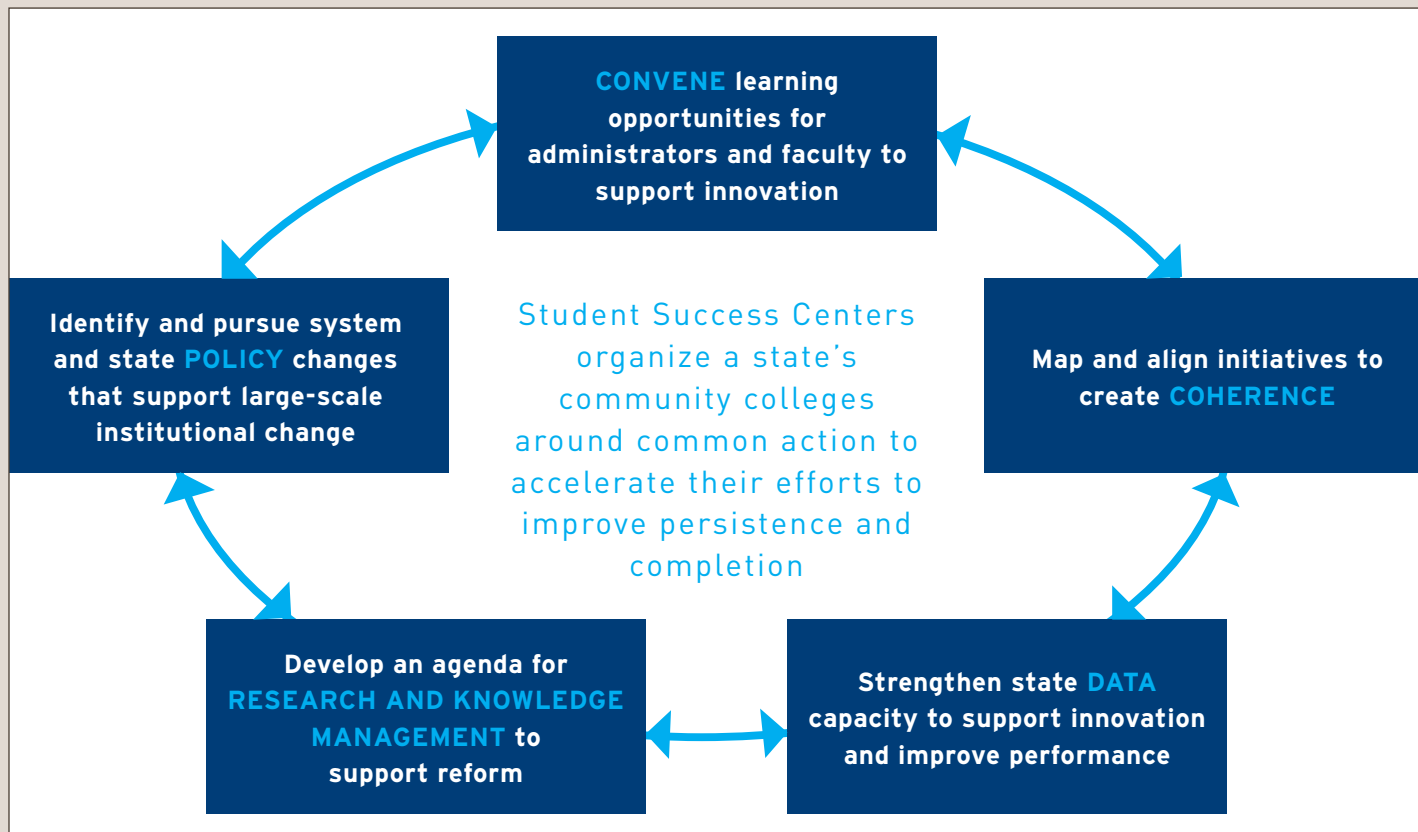 CONVENE learning
opportunities for
administrators and faculty to
support innovation
Identify and pursue system
and state POLICY changes
that support large-scale
institutional change
Student Success Centers
organize a state's
community colleges
around common action to
accelerate their efforts to
improve persistence and
completion
Map and align initiatives to
create COHERENCE
Develop an agenda for
RESEARCH AND KNOWLEDGE
MANAGEMENT to
support reform
Strengthen state DATA
capacity to support innovation
and improve performance